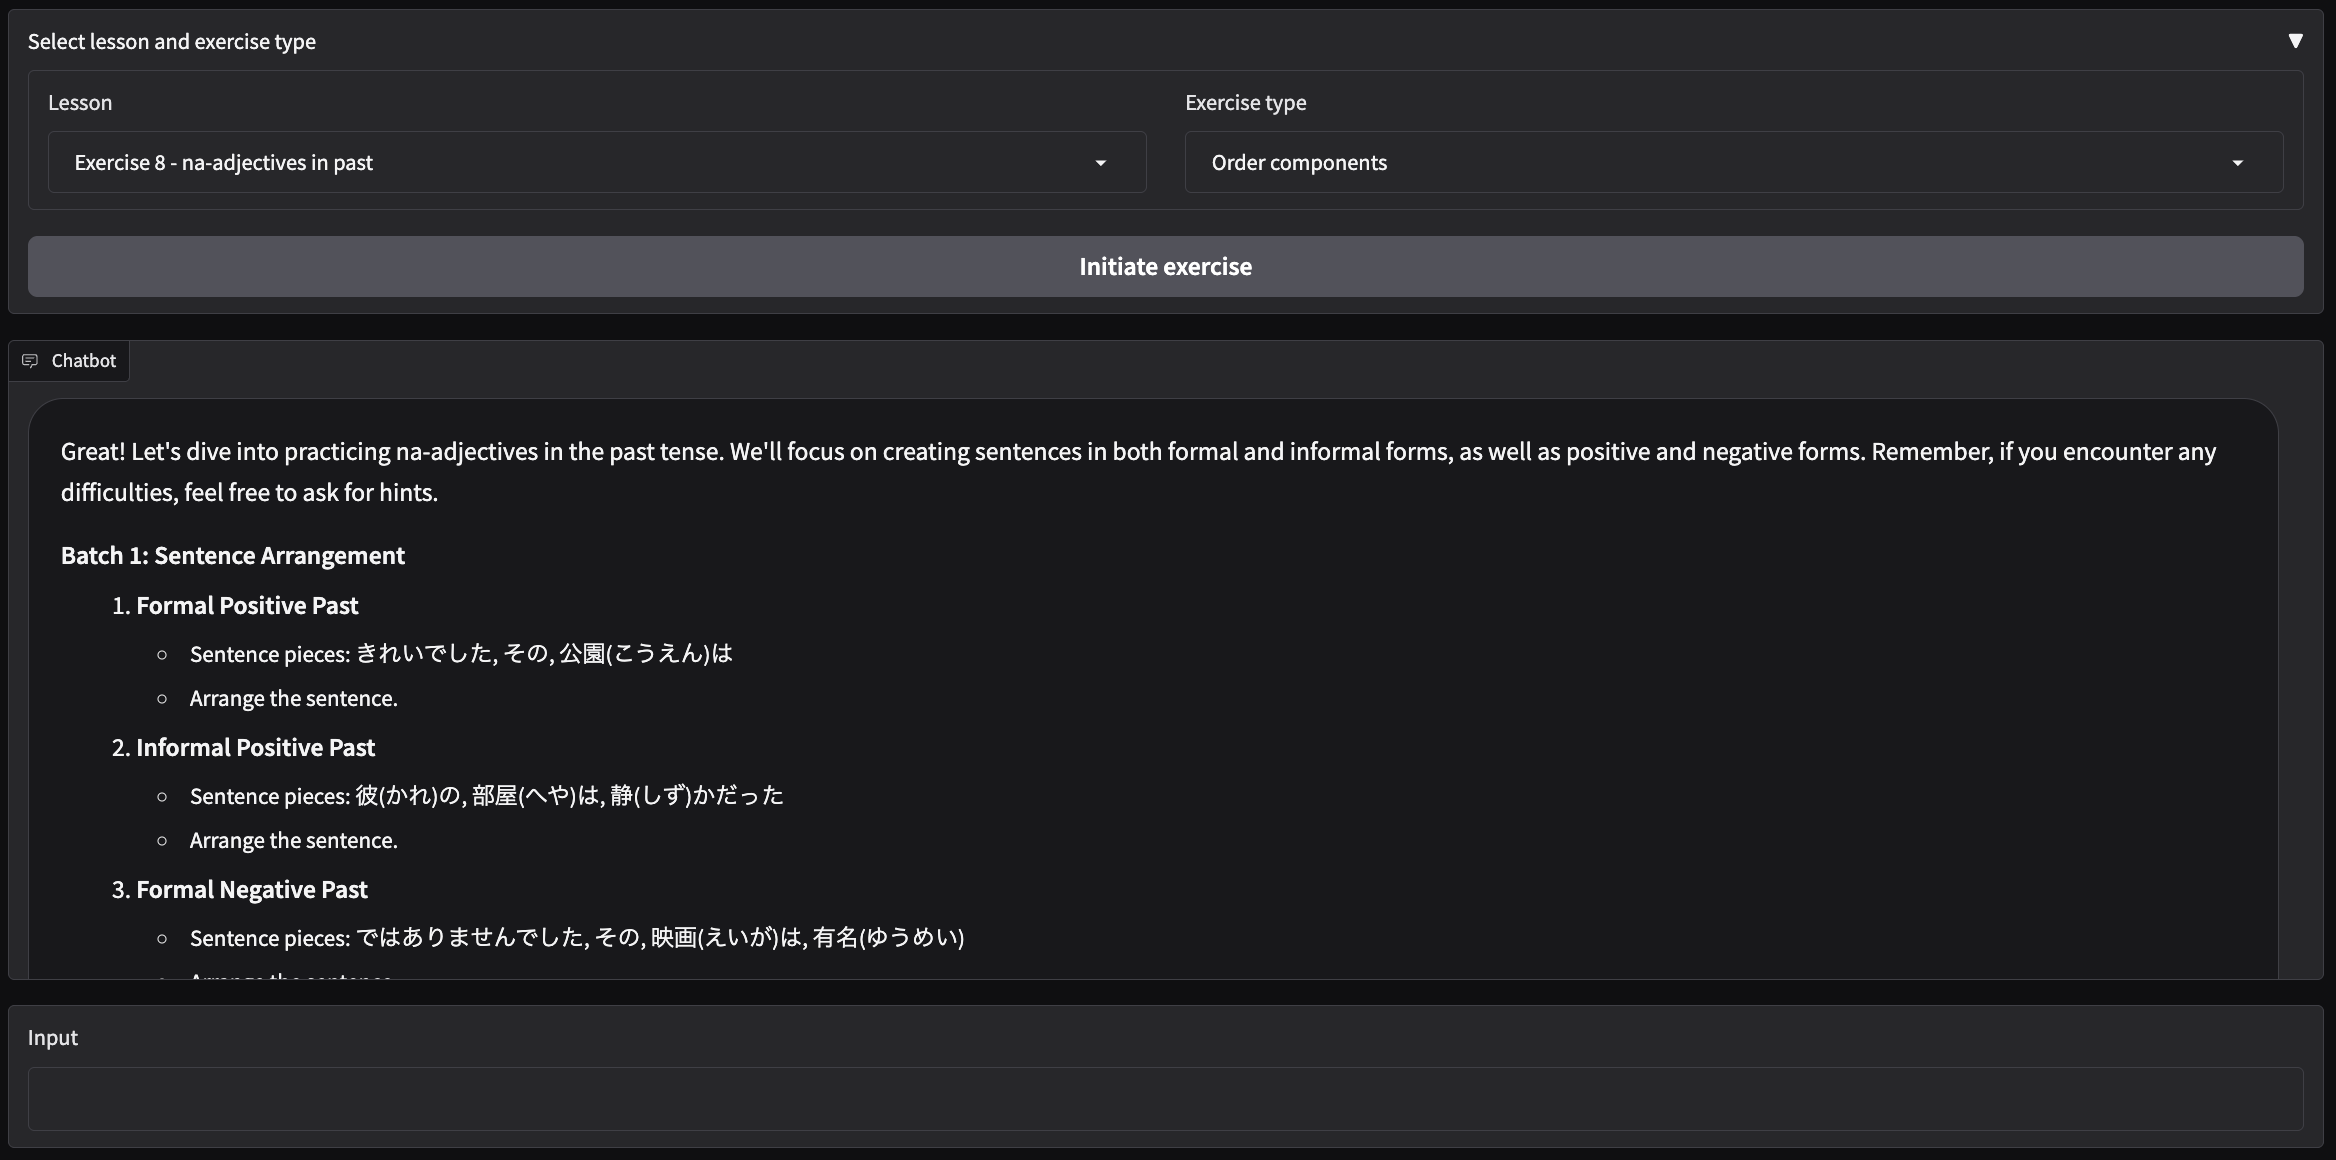 Select lesson and exercise type
▼
Lesson
Exercise type
Exercise 8 - na-adjectives in past
Order components
Initiate exercise
Chatbot
Great! Let's dive into practicing na-adjectives in the past tense. We'll focus on creating sentences in both formal and informal forms, as well as positive and negative forms. Remember, if you encounter any
difficulties, feel free to ask for hints.
Batch 1: Sentence Arrangement
1. Formal Positive Past
Sentence pieces: きれいでした, その, 公園(こうえん)は
Arrange the sentence.
2. Informal Positive Past
Sentence pieces: 彼(かれ)の, 部屋(へや)は, 静(しず)かだった
Arrange the sentence.
3. Formal Negative Past
Sentence pieces: ではありませんでした, その, 映画(えいが)は, 有名(ゆうめい)
Arrange the sentence.
Input